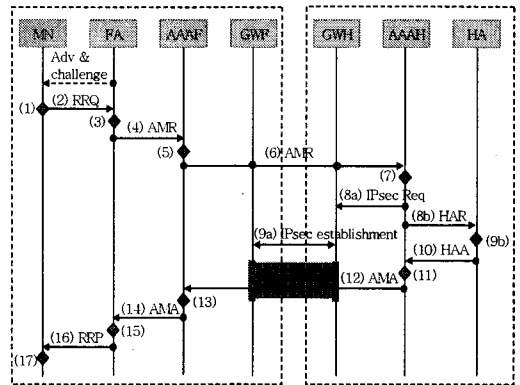 MN FA AAAF GWF GWH AAAH HA
Adv &
challenge
(1) (2) RRQ
(3)
(4) AMR
(5)
(6) AMR
(7)
(8a) IPsec Req
(8b) HAR
(9a) IPsec establishment
(9b)
(10) HAA
(11)
(12) AMA
(13)
(14) AMA
(15)
(16) RRP
(17)